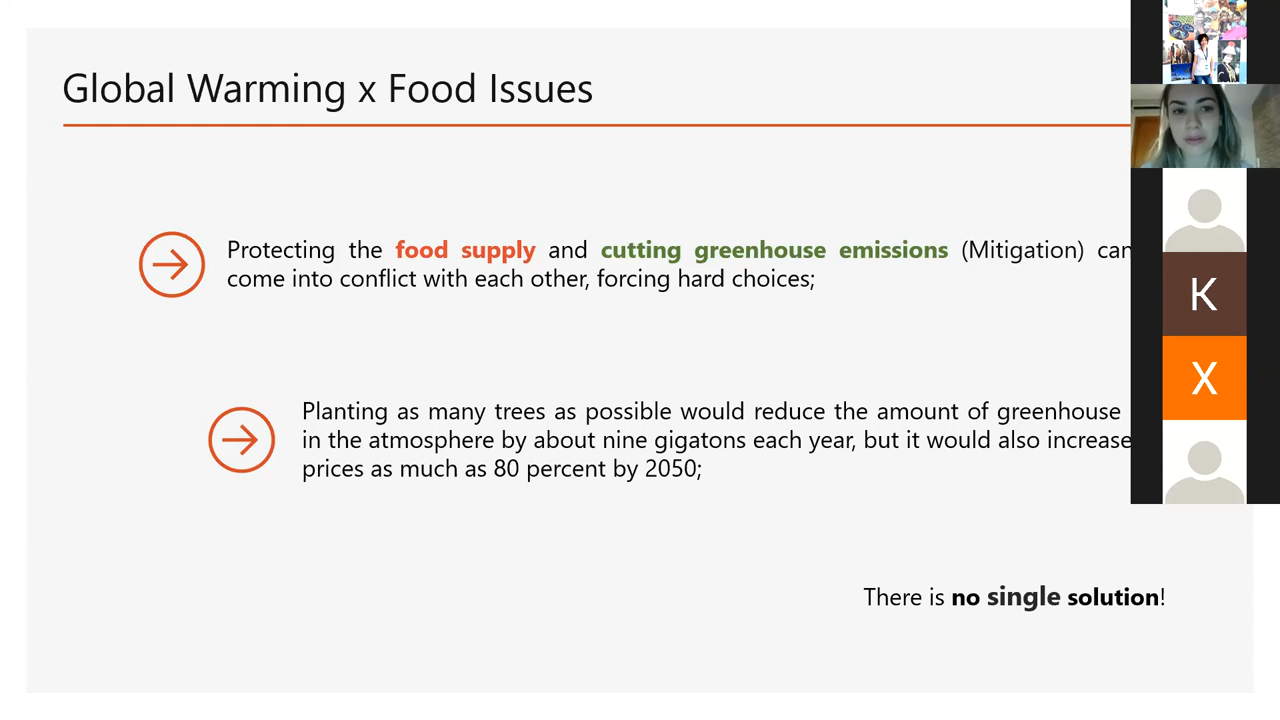 Global Warming x Food Issues
Protecting the food supply and cutting greenhouse emissions (Mitigation) can
come into conflict with each other, forcing hard choices;
Planting as many trees as possible would reduce the amount of greenhouse
in the atmosphere by about nine gigatons each year, but it would also increase
prices as much as 80 percent by 2050;
There is no single solution!
K
X